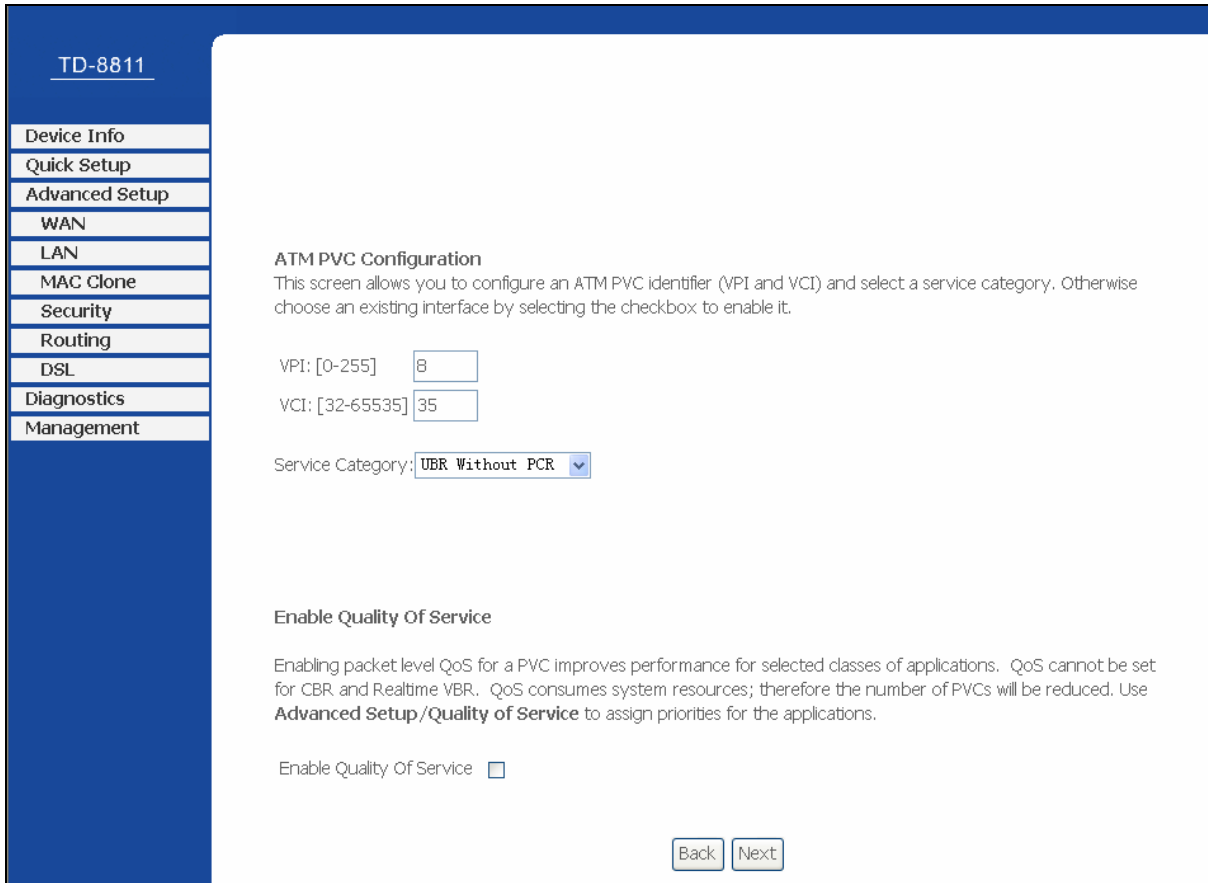 TD-8811
Device Info
Quick Setup
Advanced Setup
WAN
LAN
MAC Clone
Security
Routing
DSL
Diagnostics
Management
ATM PVC Configuration
This screen allows you to configure an ATM PVC identifier (VPI and VCI) and select a service category. Otherwise
choose an existing interface by selecting the checkbox to enable it.
VPI: [0-255] 8
VCI: [32-65535] 35
Service Category: UBR Without PCR
Enable Quality Of Service
Enabling packet level QoS for a PVC improves performance for selected classes of applications. QoS cannot be set
for CBR and Realtime VBR. QoS consumes system resources; therefore the number of PVCs will be reduced. Use
Advanced Setup/Quality of Service to assign priorities for the applications.
Enable Quality Of Service
Back Next